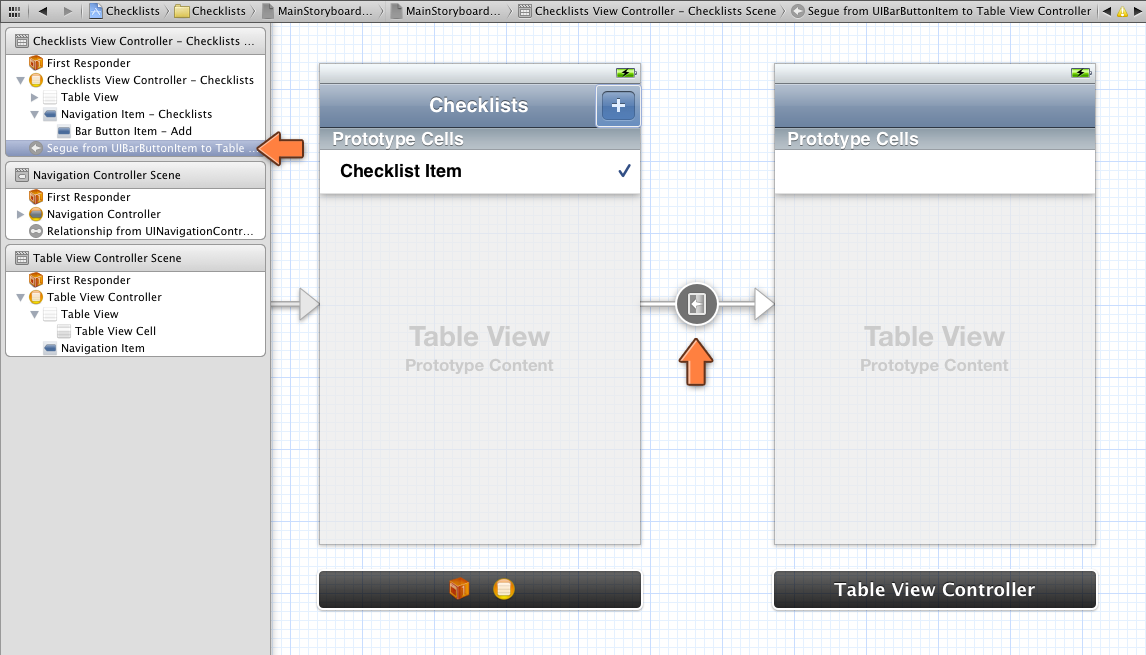 Checklists Checklists MainStoryboard... MainStoryboard... Checklists View Controller – Checklists Scene Segue from UIBarButtonItem to Table View Controller
Checklists View Controller – Checklists ...
First Responder
Checklists View Controller – Checklists
Table View
Navigation Item – Checklists
Bar Button Item – Add
Segue from UIBarButtonItem to Table ...
Navigation Controller Scene
First Responder
Navigation Controller
Relationship from UINavigationContr...
Table View Controller Scene
First Responder
Table View Controller
Table View
Table View Cell
Navigation Item
Checklists +
Prototype Cells
Checklist Item
Table View
Prototype Content
Prototype Cells
Table View
Prototype Content
Table View Controller